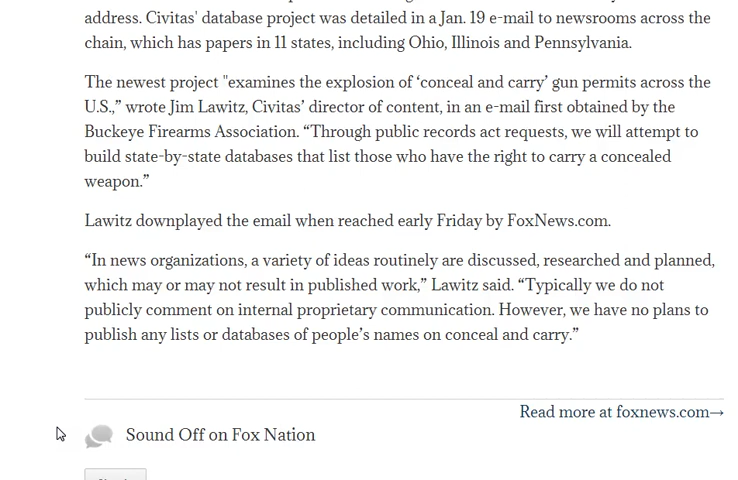 address. Civitas' database project was detailed in a Jan. 19 e-mail to newsrooms across the
chain, which has papers in 11 states, including Ohio, Illinois and Pennsylvania.
The newest project "examines the explosion of ‘conceal and carry’ gun permits across the
U.S.,” wrote Jim Lawitz, Civitas’ director of content, in an e-mail first obtained by the
Buckeye Firearms Association. “Through public records act requests, we will attempt to
build state-by-state databases that list those who have the right to carry a concealed
weapon.”
Lawitz downplayed the email when reached early Friday by FoxNews.com.
“In news organizations, a variety of ideas routinely are discussed, researched and planned,
which may or may not result in published work,” Lawitz said. “Typically we do not
publicly comment on internal proprietary communication. However, we have no plans to
publish any lists or databases of people’s names on conceal and carry.”
Read more at foxnews.com→
Sound Off on Fox Nation